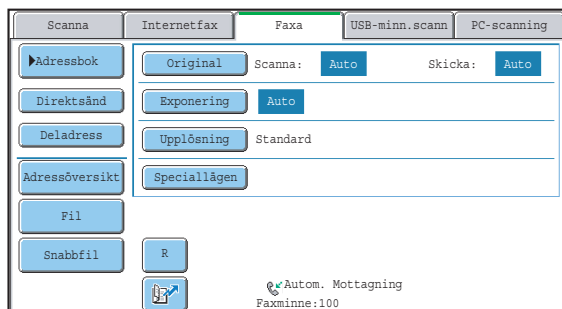 Scanna Internetfax Faxa USB-minn.scann PC-scanning
Adressbok Original Scanna: Auto Skicka: Auto
Direktsänd Exponering Auto
Deladress Upplösning Standard
Adressöversikt Speciallägen
Fil
Snabbfil R
Autom. Mottagning
Faxminne:100